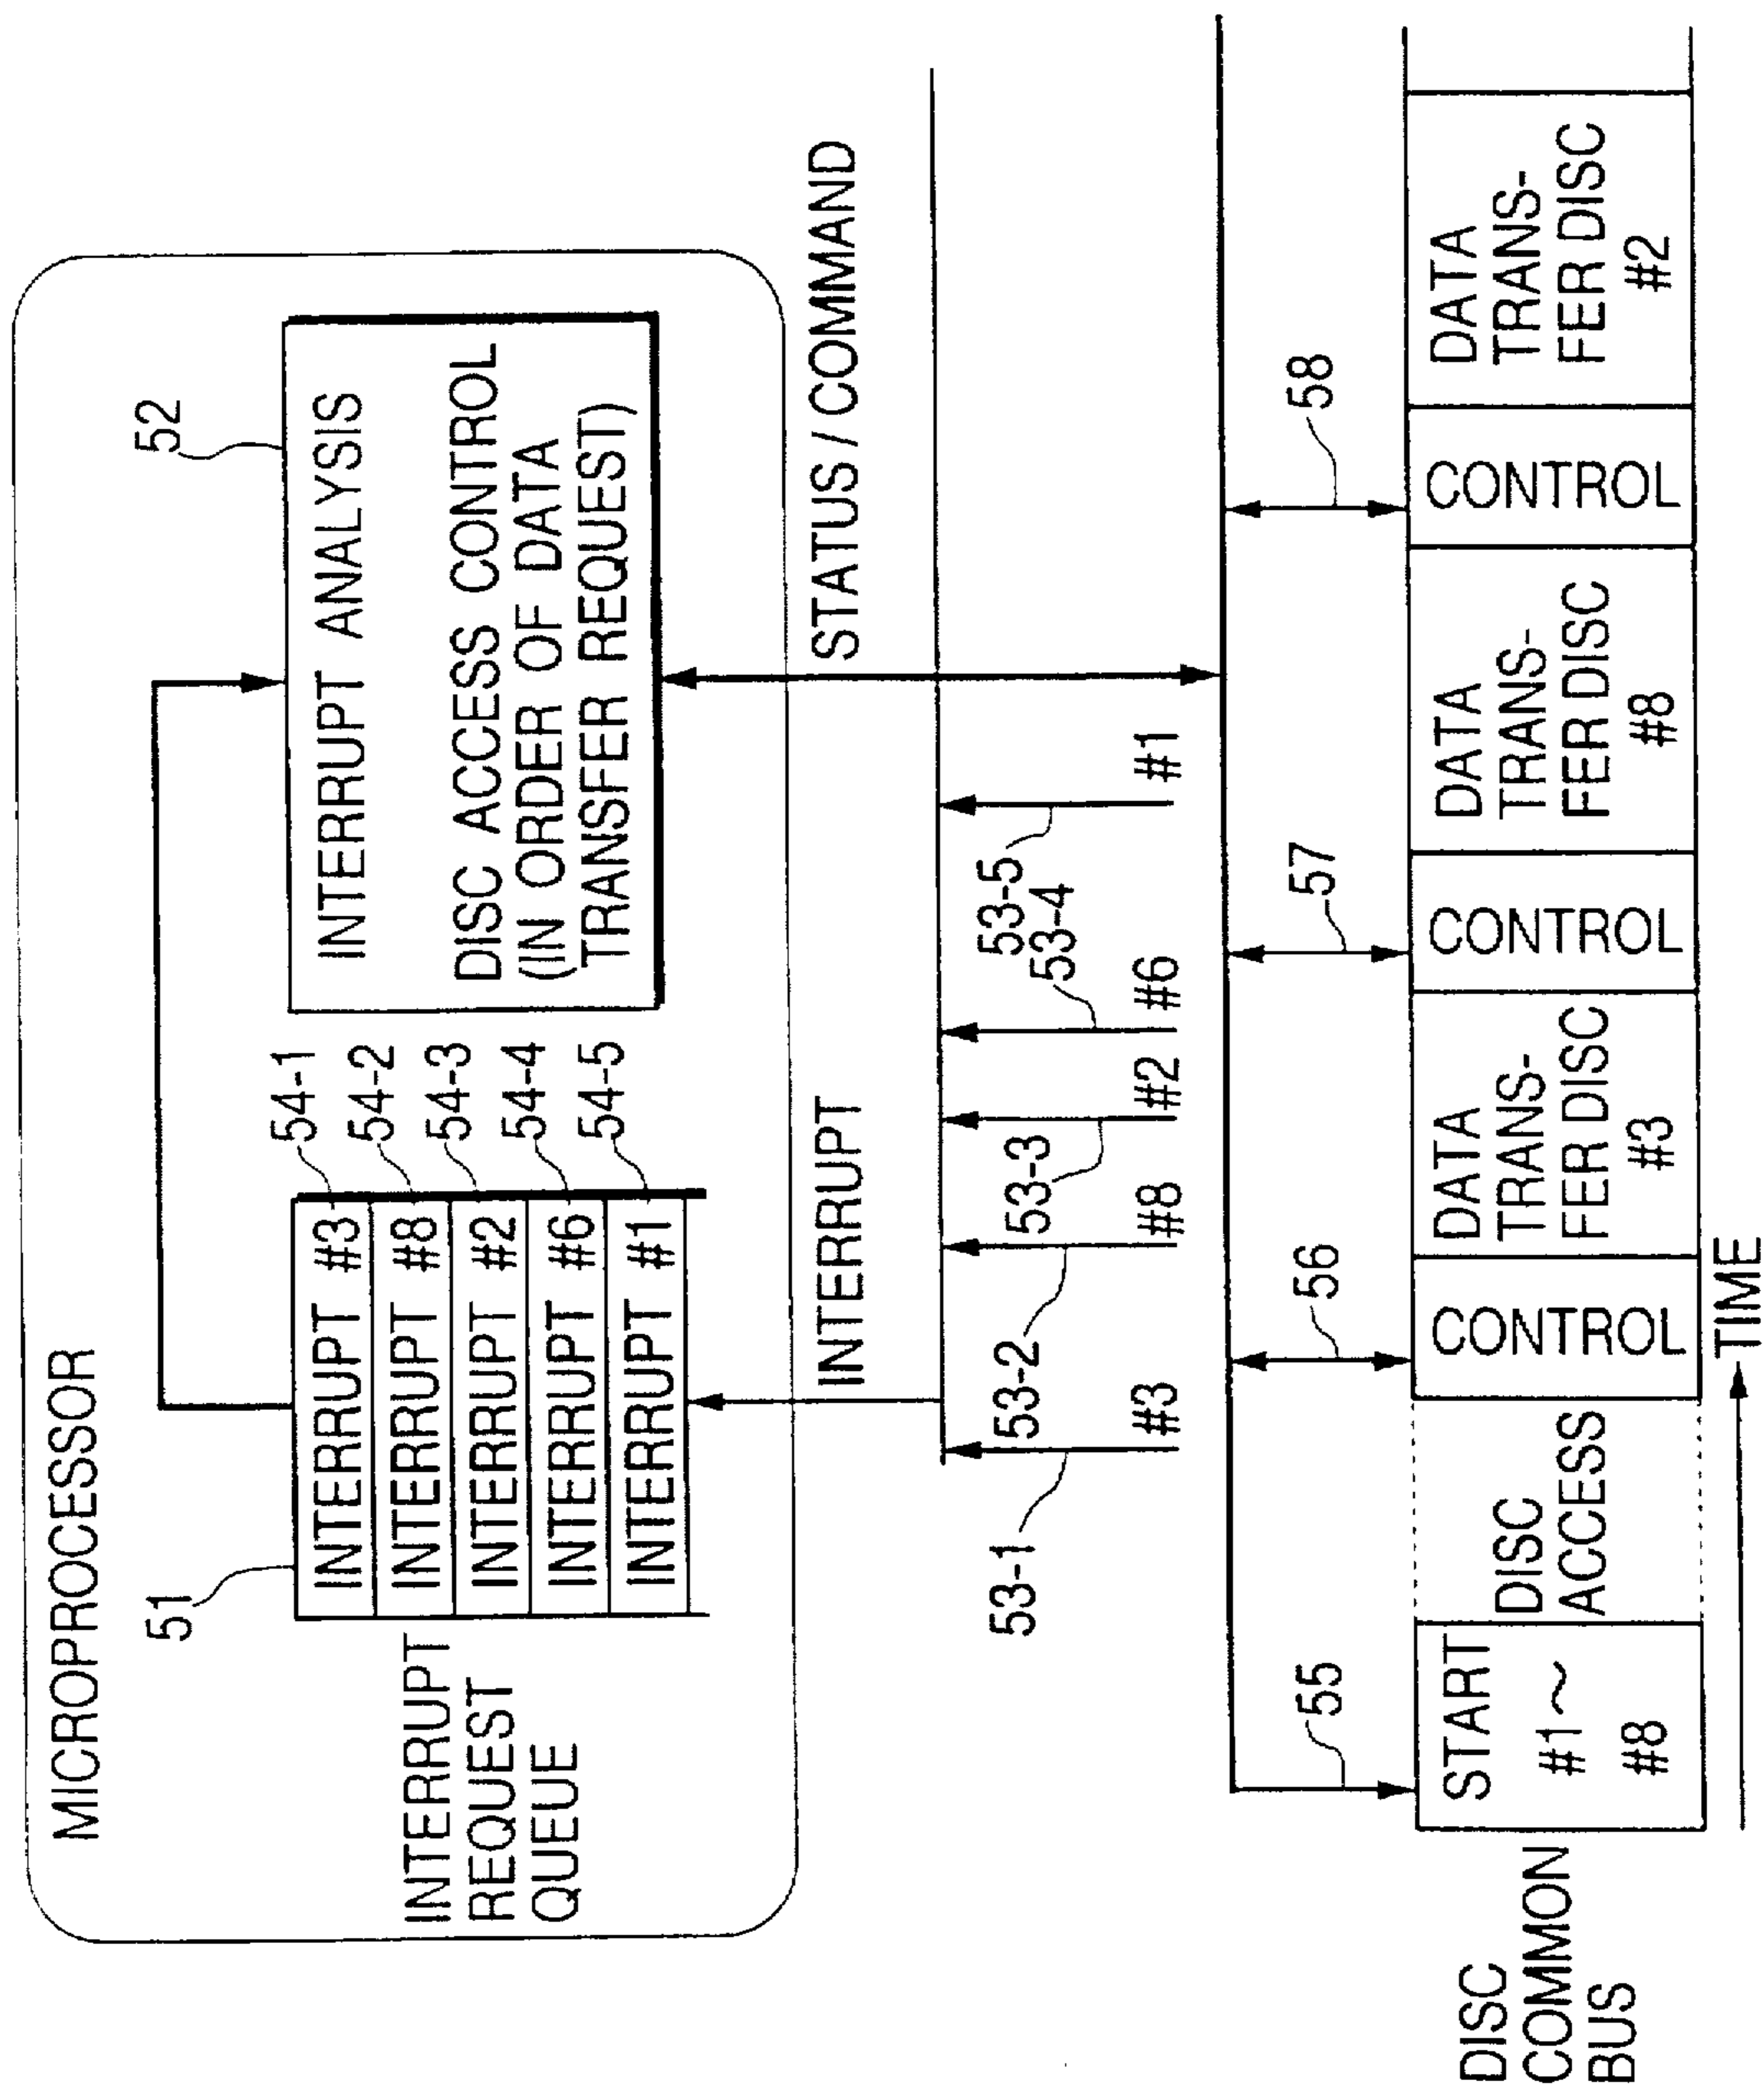 MICROPROCESSOR
51
INTERRUPT
REQUEST
QUEUE
INTERRUPT #3
INTERRUPT #8
INTERRUPT #2
INTERRUPT #6
INTERRUPT #1
54-1
54-2
54-3
54-4
54-5
52
INTERRUPT ANALYSIS
DISC ACCESS CONTROL
(IN ORDER OF DATA
TRANSFER REQUEST)
INTERRUPT
STATUS / COMMAND
53-1
#3
53-2
#8
53-3
#2
53-4
#6
53-5
#1
55
56
57
58
DISC
COMMON
BUS
START
#1~
#8
DISC
ACCESS
CONTROL
DATA
TRANS-
FER DISC
#3
CONTROL
DATA
TRANS-
FER DISC
#8
CONTROL
DATA
TRANS-
FER DISC
#2
TIME